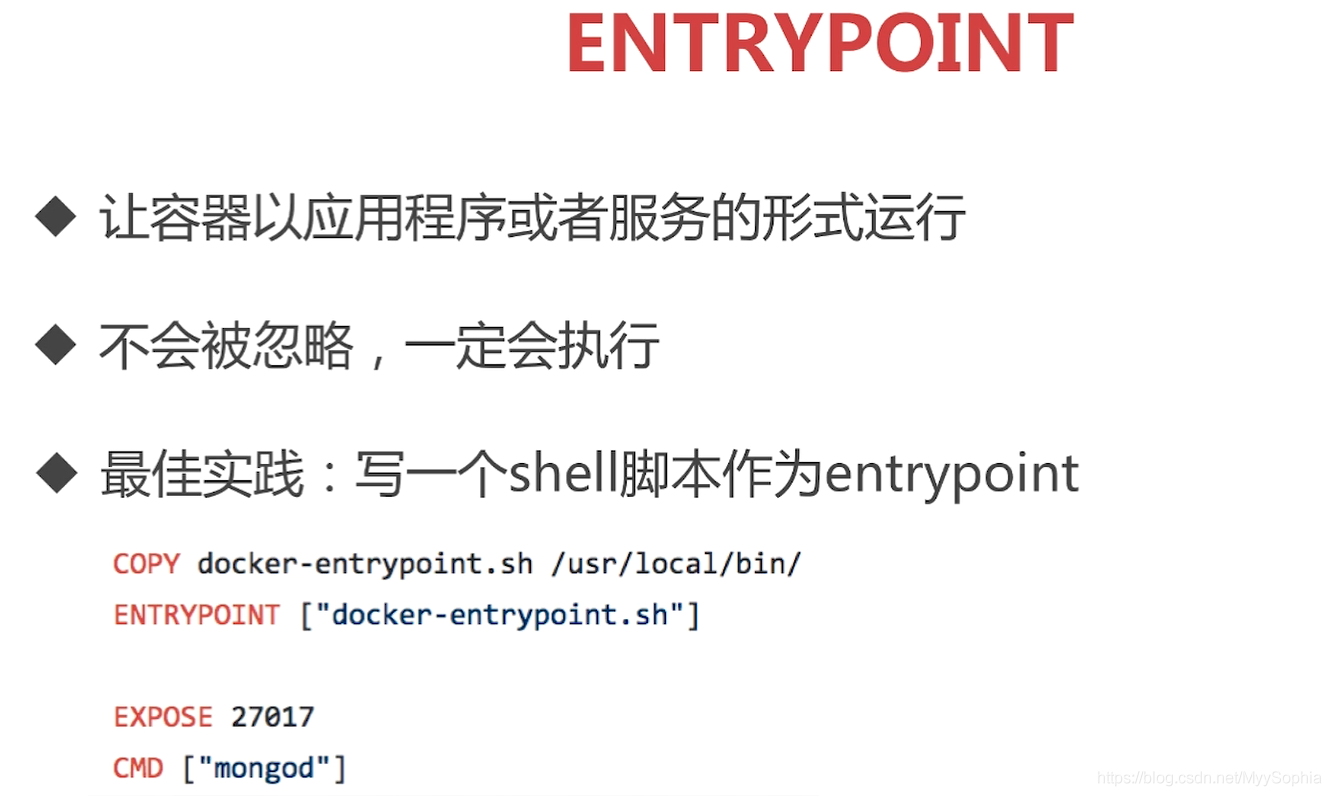 ENTRYPOINT
让容器以应用程序或者服务的形式运行
不会被忽略，一定会执行
最佳实践：写一个shell脚本作为entrypoint
COPY docker-entrypoint.sh /usr/local/bin/
ENTRYPOINT ["docker-entrypoint.sh"]
EXPOSE 27017
CMD ["mongod"]
https://blog.csdn.net/MyySophia